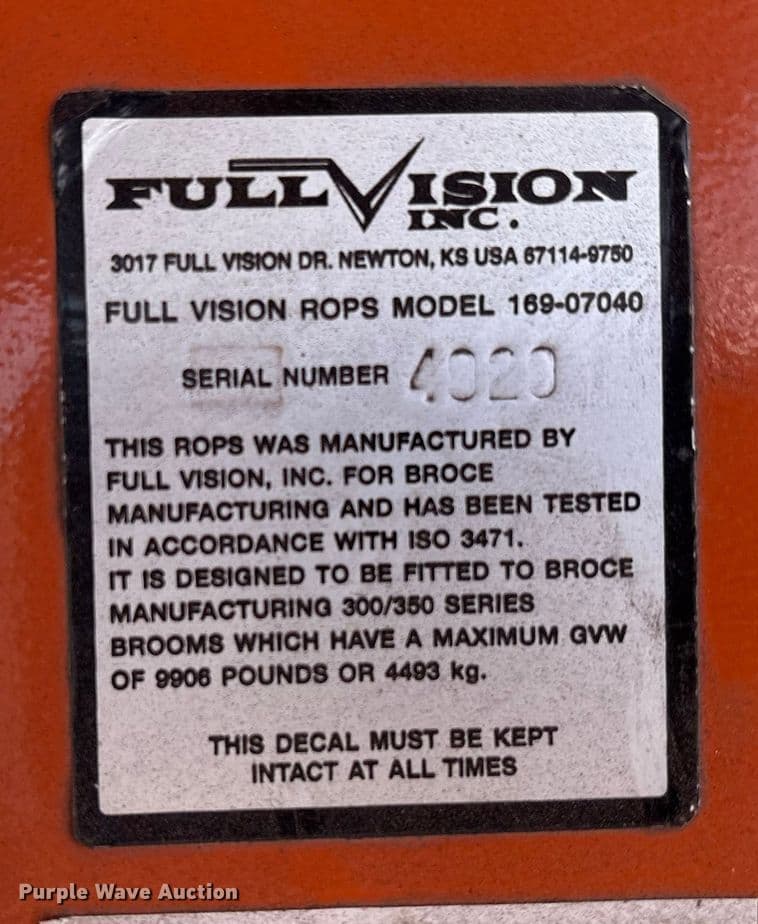 FULL VISION
INC.
3017 FULL VISION DR. NEWTON, KS USA 67114-9750
FULL VISION ROPS MODEL 169-07040
SERIAL NUMBER 4020
THIS ROPS WAS MANUFACTURED BY
FULL VISION, INC. FOR BROCE
MANUFACTURING AND HAS BEEN TESTED
IN ACCORDANCE WITH ISO 3471.
IT IS DESIGNED TO BE FITTED TO BROCE
MANUFACTURING 300/350 SERIES
BROOMS WHICH HAVE A MAXIMUM GVW
OF 9906 POUNDS OR 4493 kg.
THIS DECAL MUST BE KEPT
INTACT AT ALL TIMES
Purple Wave Auction